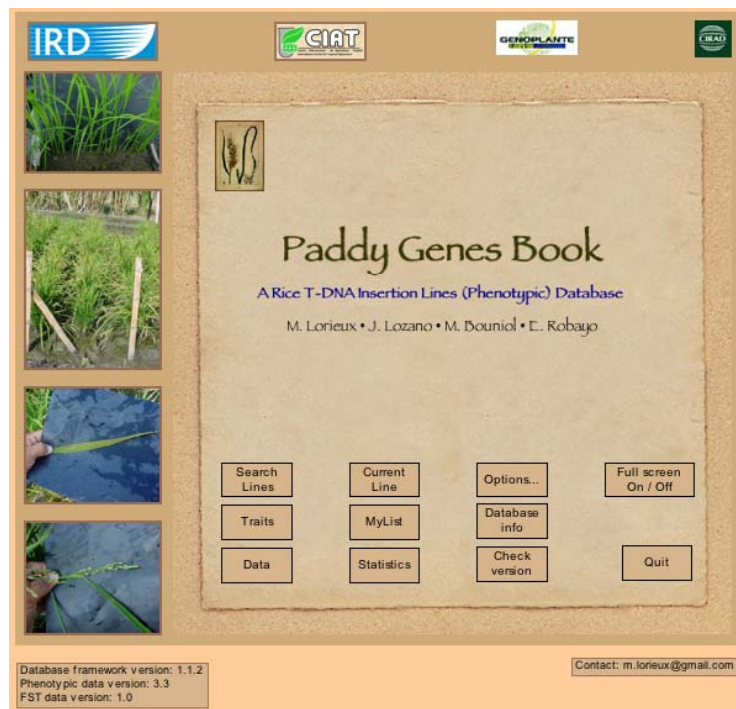 IRD
CIAT
GENOPLANTE
CIRAD
Paddy Genes Book
A Rice T-DNA Insertion Lines (Phenotypic) Database
M. Lorieux • J. Lozano • M. Bouniol • E. Robayo
Search
Lines
Current
Line
Options...
Full screen
On / Off
Traits
MyList
Database
info
Data
Statistics
Check
version
Quit
Database framework version: 1.1.2
Phenotypic data version: 3.3
FST data version: 1.0
Contact: m.lorieux@gmail.com